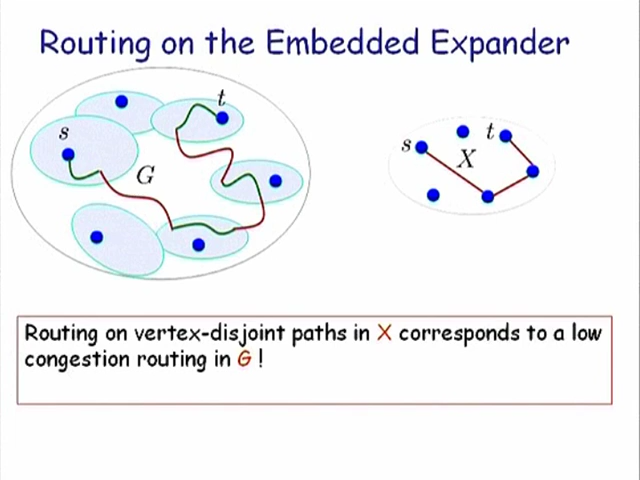 Routing on the Embedded Expander
s
t
G
s
t
X
Routing on vertex-disjoint paths in X corresponds to a low
congestion routing in G !